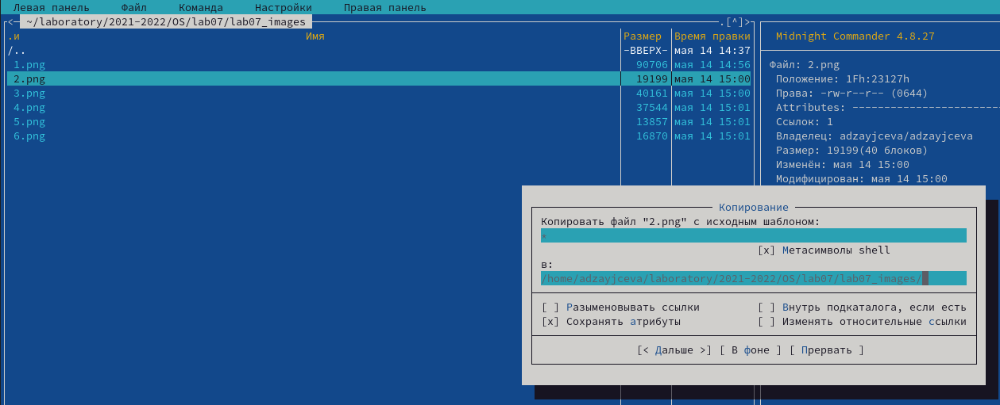 Левая панель Файл Команда Настройки Правая панель
<─ ~/laboratory/2021-2022/OS/lab07/lab07_images .[^]>
.и Имя Размер Время правки
/.. -ВВЕРХ- мая 14 14:37
1.png 90706 мая 14 14:56
2.png 19199 мая 14 15:00
3.png 40161 мая 14 15:00
4.png 37544 мая 14 15:01
5.png 13857 мая 14 15:01
6.png 16870 мая 14 15:01
Midnight Commander 4.8.27
Файл: 2.png
Положение: 1Fh:23127h
Права: -rw-r--r-- (0644)
Attributes: -----------------------
Ссылок: 1
Владелец: adzayjceva/adzayjceva
Размер: 19199(40 блоков)
Изменён: мая 14 15:00
Модифицирован: мая 14 15:00
Копирование
Копировать файл "2.png" с исходным шаблоном:
*
[x] Метасимволы shell
в:
/home/adzayjceva/laboratory/2021-2022/OS/lab07/lab07_images/
[ ] Разыменовывать ссылки [ ] Внутрь подкаталога, если есть
[x] Сохранять атрибуты [ ] Изменять относительные ссылки
[< Дальше >] [ В фоне ] [ Прервать ]